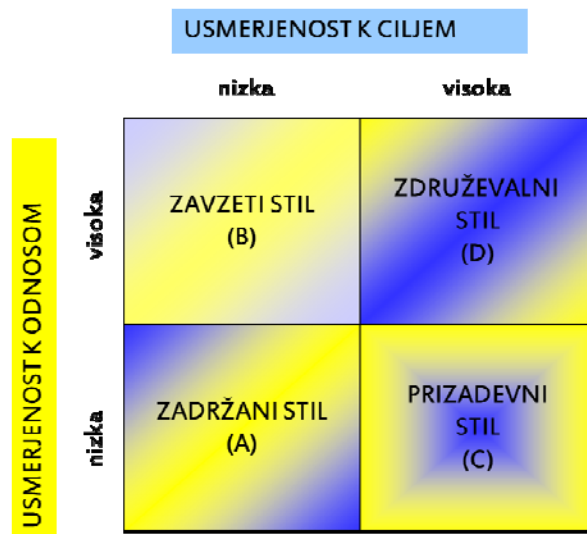 USMERJENOST K CILJEM
nizka
visoka
USMERJENOST K ODNOSOM
visoka
ZAVZETI STIL
(B)
ZDRUŽEVALNI
STIL
(D)
nizka
ZADRŽANI STIL
(A)
PRIZADEVNI
STIL
(C)